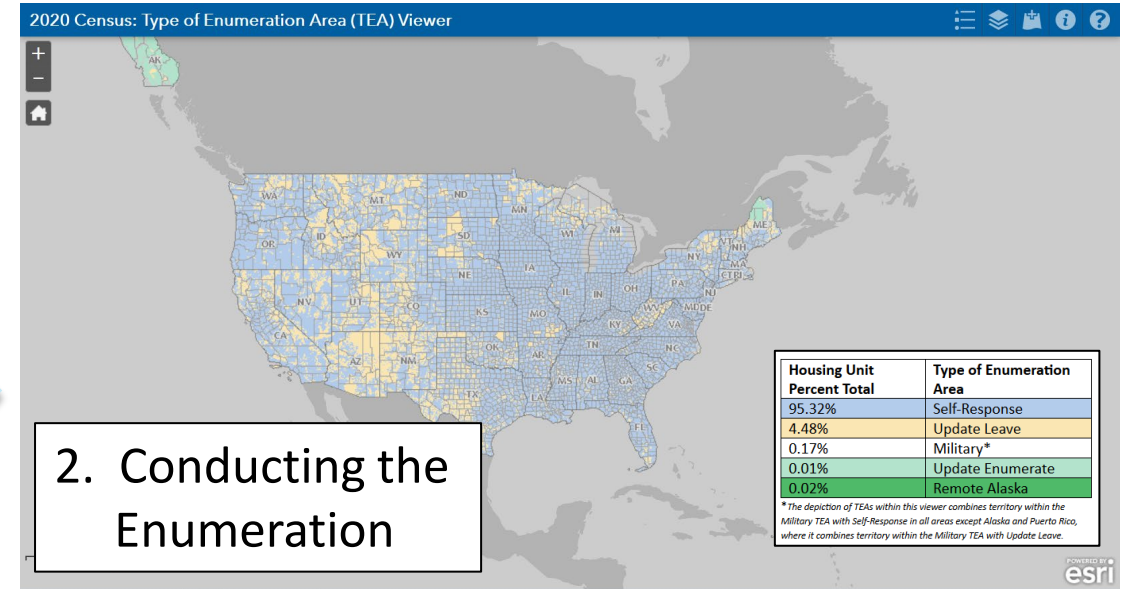 2020 Census: Type of Enumeration Area (TEA) Viewer
+
−
AK
WA
MT
ND
MN
ME
OR
ID
SD
WI
MI
VT
NH
WY
NY
MA
IA
CT RI
NE
PA
NJ
NV
UT
CO
IL
IN
OH
MD DE
KS
MO
WV
VA
CA
KY
AZ
NM
OK
AR
TN
NC
SC
MS
AL
GA
TX
LA
FL
Housing Unit Percent Total
Type of Enumeration Area
95.32% Self-Response
4.48% Update Leave
0.17% Military*
0.01% Update Enumerate
0.02% Remote Alaska
*The depiction of TEAs within this viewer combines territory within the
Military TEA with Self-Response in all areas except Alaska and Puerto Rico,
where it combines territory within the Military TEA with Update Leave.
2. Conducting the
Enumeration
POWERED BY
esri